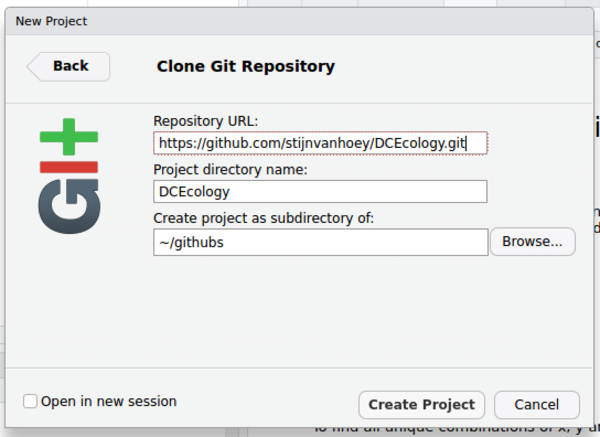 New Project
Back
Clone Git Repository
Repository URL:
https://github.com/stijnvanhoey/DCEcology.git
Project directory name:
DCEcology
Create project as subdirectory of:
~/githubs
Browse...
git
Open in new session
Create Project
Cancel